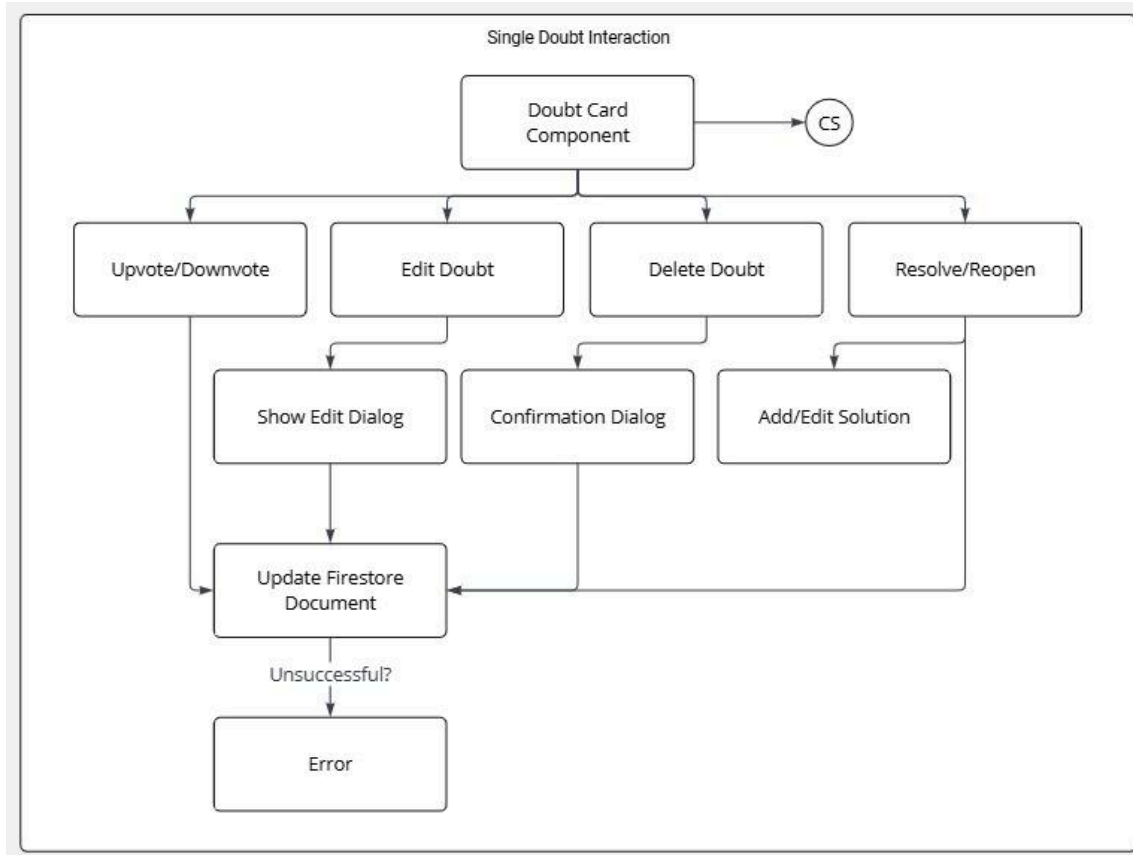 Single Doubt Interaction
Doubt Card
Component
CS
Upvote/Downvote
Edit Doubt
Delete Doubt
Resolve/Reopen
Show Edit Dialog
Confirmation Dialog
Add/Edit Solution
Update Firestore
Document
Unsuccessful?
Error